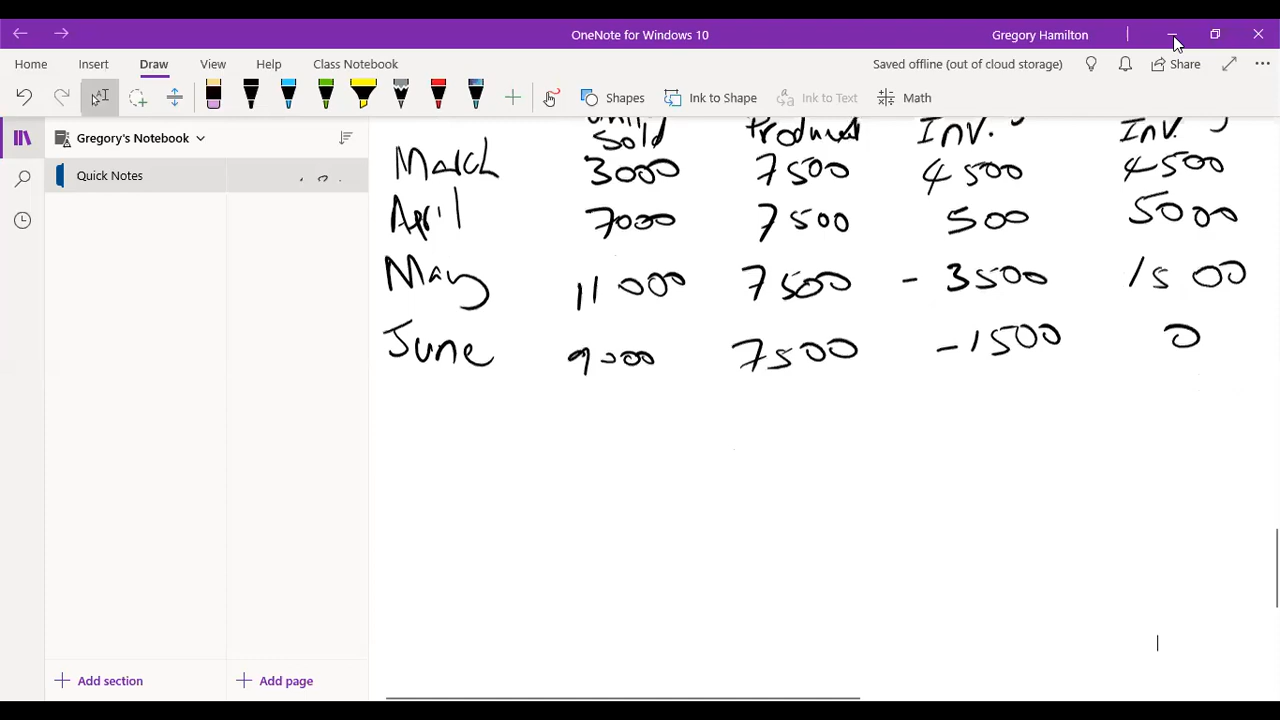 OneNote for Windows 10
Gregory Hamilton
Home Insert Draw View Help Class Notebook
Saved offline (out of cloud storage)
Share
Shapes
Ink to Shape
Ink to Text
Math
Gregory's Notebook
Quick Notes
Sold Produced Inv. Inv.
March 3000 7500 4500 4500
April 7000 7500 500 5000
May 11000 7500 - 3500 1500
June 9000 7500 -1500 0
Add section
Add page